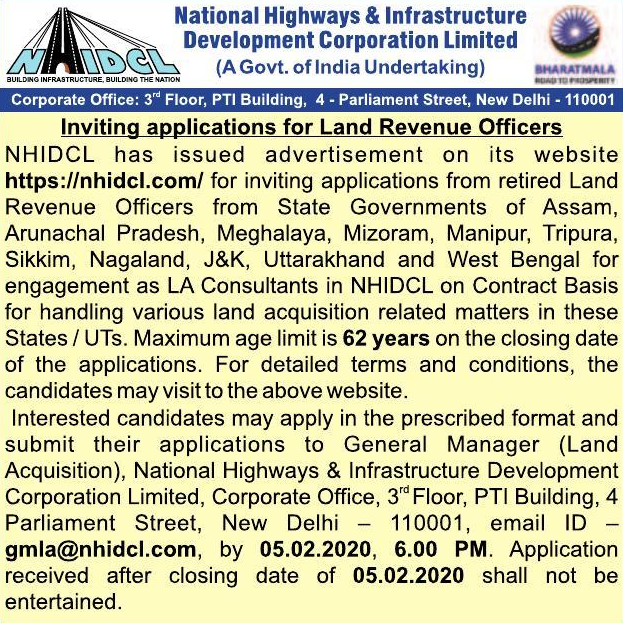 NHIDCL
BUILDING INFRASTRUCTURE, BUILDING THE NATION
National Highways & Infrastructure
Development Corporation Limited
(A Govt. of India Undertaking)
BHARATMALA
ROAD TO PROSPERITY
Corporate Office: 3rd Floor, PTI Building, 4 - Parliament Street, New Delhi - 110001
Inviting applications for Land Revenue Officers
NHIDCL has issued advertisement on its website
https://nhidcl.com/ for inviting applications from retired Land
Revenue Officers from State Governments of Assam,
Arunachal Pradesh, Meghalaya, Mizoram, Manipur, Tripura,
Sikkim, Nagaland, J&K, Uttarakhand and West Bengal for
engagement as LA Consultants in NHIDCL on Contract Basis
for handling various land acquisition related matters in these
States / UTs. Maximum age limit is 62 years on the closing date
of the applications. For detailed terms and conditions, the
candidates may visit to the above website.
Interested candidates may apply in the prescribed format and
submit their applications to General Manager (Land
Acquisition), National Highways & Infrastructure Development
Corporation Limited, Corporate Office, 3rd Floor, PTI Building, 4
Parliament Street, New Delhi – 110001, email ID –
gmla@nhidcl.com, by 05.02.2020, 6.00 PM. Application
received after closing date of 05.02.2020 shall not be
entertained.